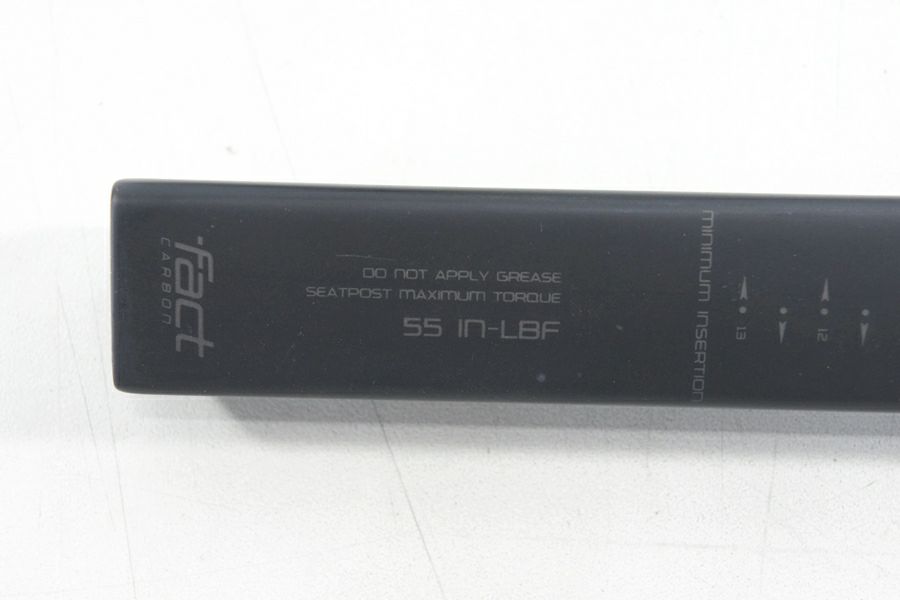 fact
CARBON
DO NOT APPLY GREASE
SEATPOST MAXIMUM TORQUE
55 IN-LBF
MINIMUM INSERTION
13
12